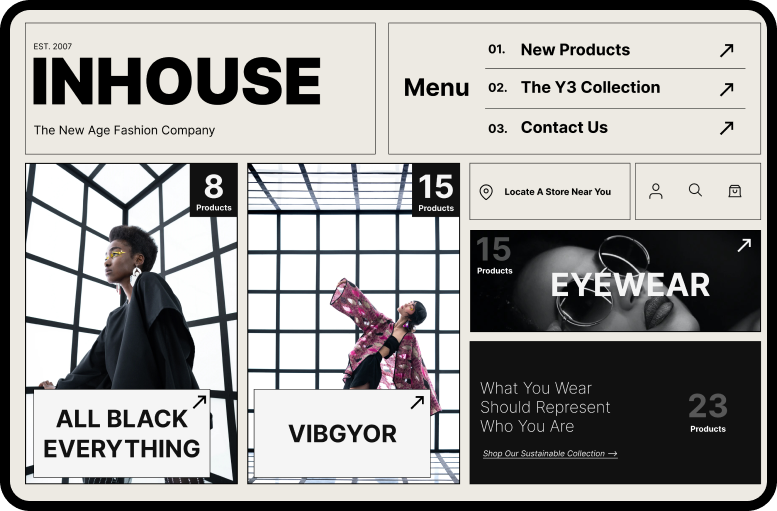 EST. 2007
INHOUSE
The New Age Fashion Company
Menu
01. New Products
02. The Y3 Collection
03. Contact Us
8
Products
ALL BLACK
EVERYTHING
15
Products
VIBGYOR
Locate A Store Near You
15
Products
EYEWEAR
What You Wear
Should Represent
Who You Are
Shop Our Sustainable Collection →
23
Products